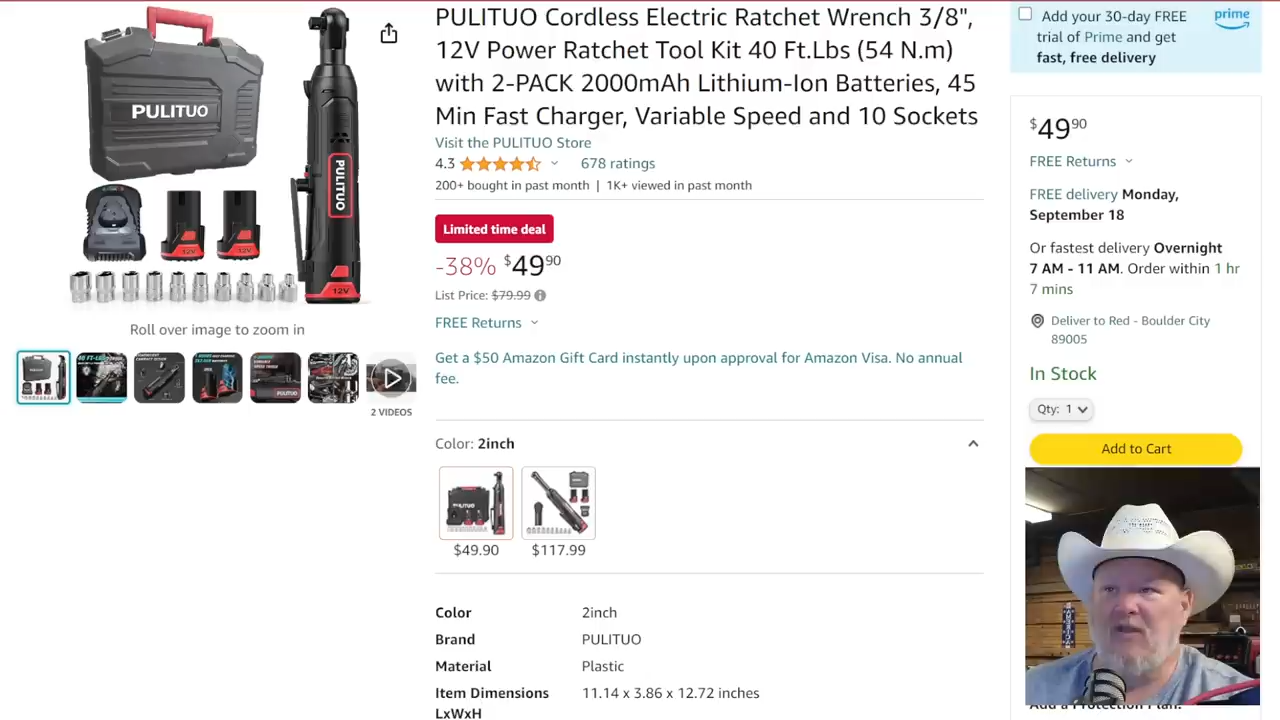 PULITUO
PULITUO
12V
12V
12V
Roll over image to zoom in
2 VIDEOS
PULITUO Cordless Electric Ratchet Wrench 3/8",
12V Power Ratchet Tool Kit 40 Ft.Lbs (54 N.m)
with 2-PACK 2000mAh Lithium-Ion Batteries, 45
Min Fast Charger, Variable Speed and 10 Sockets
Visit the PULITUO Store
4.3 678 ratings
200+ bought in past month | 1K+ viewed in past month
Limited time deal
-38% $49 90
List Price: $79.99
FREE Returns
Get a $50 Amazon Gift Card instantly upon approval for Amazon Visa. No annual
fee.
Color: 2inch
$49.90 $117.99
Color 2inch
Brand PULITUO
Material Plastic
Item Dimensions 11.14 x 3.86 x 12.72 inches
LxWxH
Add your 30-day FREE
trial of Prime and get
fast, free delivery
prime
$49 90
FREE Returns
FREE delivery Monday,
September 18
Or fastest delivery Overnight
7 AM - 11 AM. Order within 1 hr
7 mins
Deliver to Red - Boulder City
89005
In Stock
Qty: 1
Add to Cart
AMERICA
Add a Protection Plan: